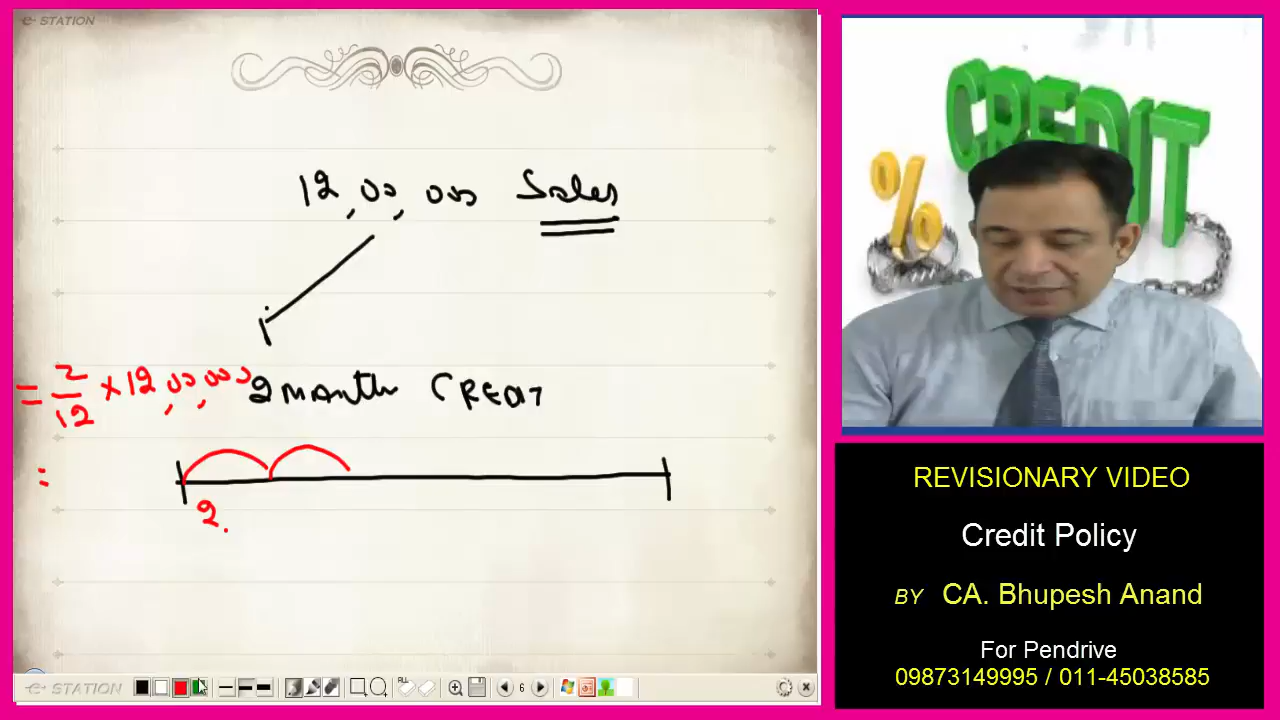 e-STATION
12,00,000 Sales
= 2/12 × 12,00,000 2 month CREDT
=
2.
e-STATION
6
CREDIT
%
REVISIONARY VIDEO
Credit Policy
BY CA. Bhupesh Anand
For Pendrive
09873149995 / 011-45038585